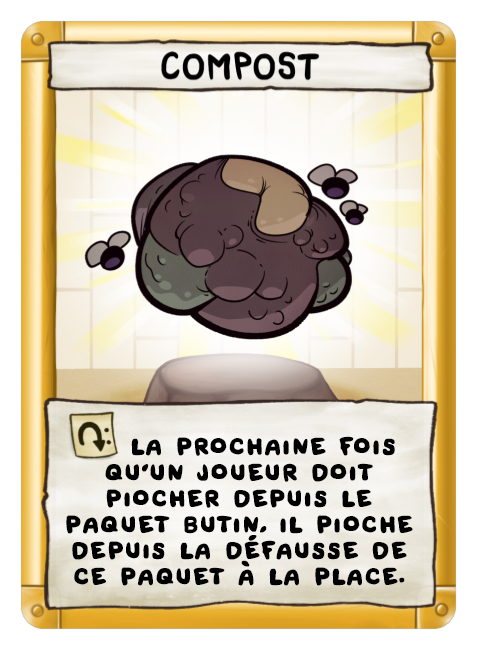 COMPOST
LA PROCHAINE FOIS
QU'UN JOUEUR DOIT
PIOCHER DEPUIS LE
PAQUET BUTIN, IL PIOCHE
DEPUIS LA DÉFAUSSE DE
CE PAQUET À LA PLACE.